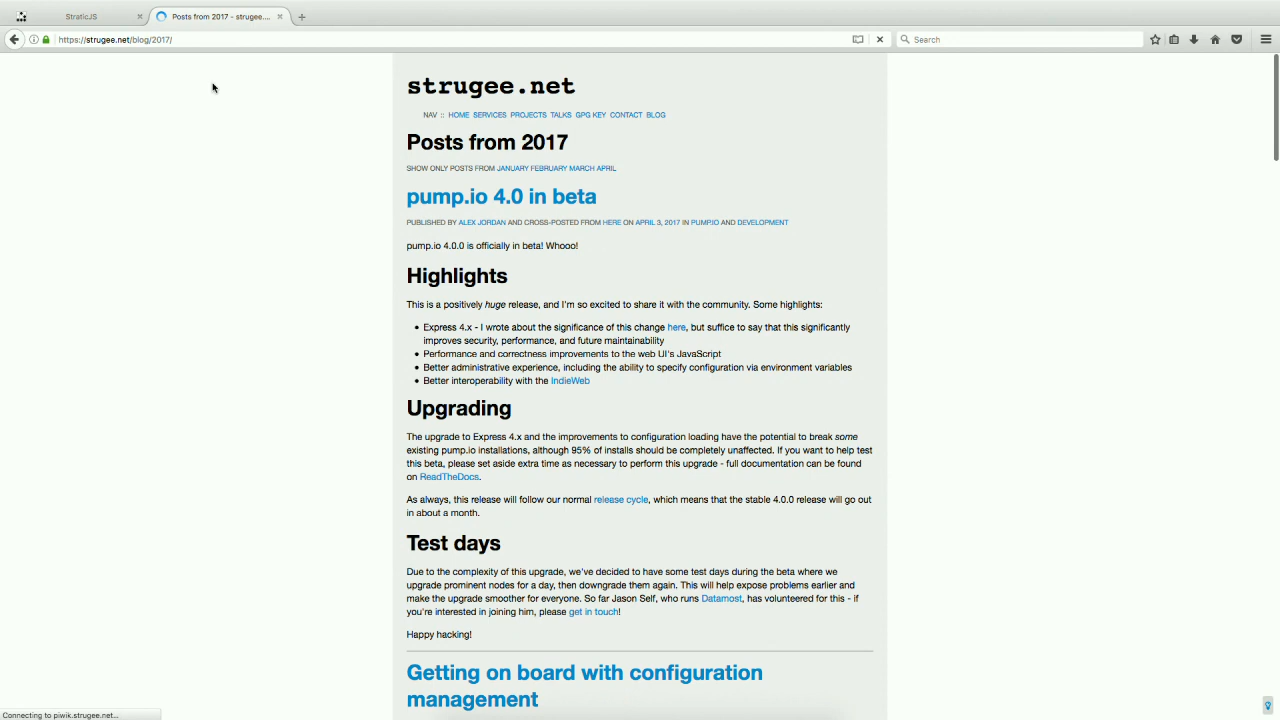 StraticJS
Posts from 2017 - strugee....
https://strugee.net/blog/2017/
Search
strugee.net
NAV :: HOME SERVICES PROJECTS TALKS GPG KEY CONTACT BLOG
Posts from 2017
SHOW ONLY POSTS FROM JANUARY FEBRUARY MARCH APRIL
pump.io 4.0 in beta
PUBLISHED BY ALEX JORDAN AND CROSS-POSTED FROM HERE ON APRIL 3, 2017 IN PUMP.IO AND DEVELOPMENT
pump.io 4.0.0 is officially in beta! Whooo!
Highlights
This is a positively huge release, and I'm so excited to share it with the community. Some highlights:
• Express 4.x - I wrote about the significance of this change here, but suffice to say that this significantly
improves security, performance, and future maintainability
• Performance and correctness improvements to the web UI's JavaScript
• Better administrative experience, including the ability to specify configuration via environment variables
• Better interoperability with the IndieWeb
Upgrading
The upgrade to Express 4.x and the improvements to configuration loading have the potential to break some
existing pump.io installations, although 95% of installs should be completely unaffected. If you want to help test
this beta, please set aside extra time as necessary to perform this upgrade - full documentation can be found
on ReadTheDocs.
As always, this release will follow our normal release cycle, which means that the stable 4.0.0 release will go out
in about a month.
Test days
Due to the complexity of this upgrade, we've decided to have some test days during the beta where we
upgrade prominent nodes for a day, then downgrade them again. This will help expose problems earlier and
make the upgrade smoother for everyone. So far Jason Self, who runs Datamost, has volunteered for this - if
you're interested in joining him, please get in touch!
Happy hacking!
Getting on board with configuration
management
Connecting to piwik.strugee.net...